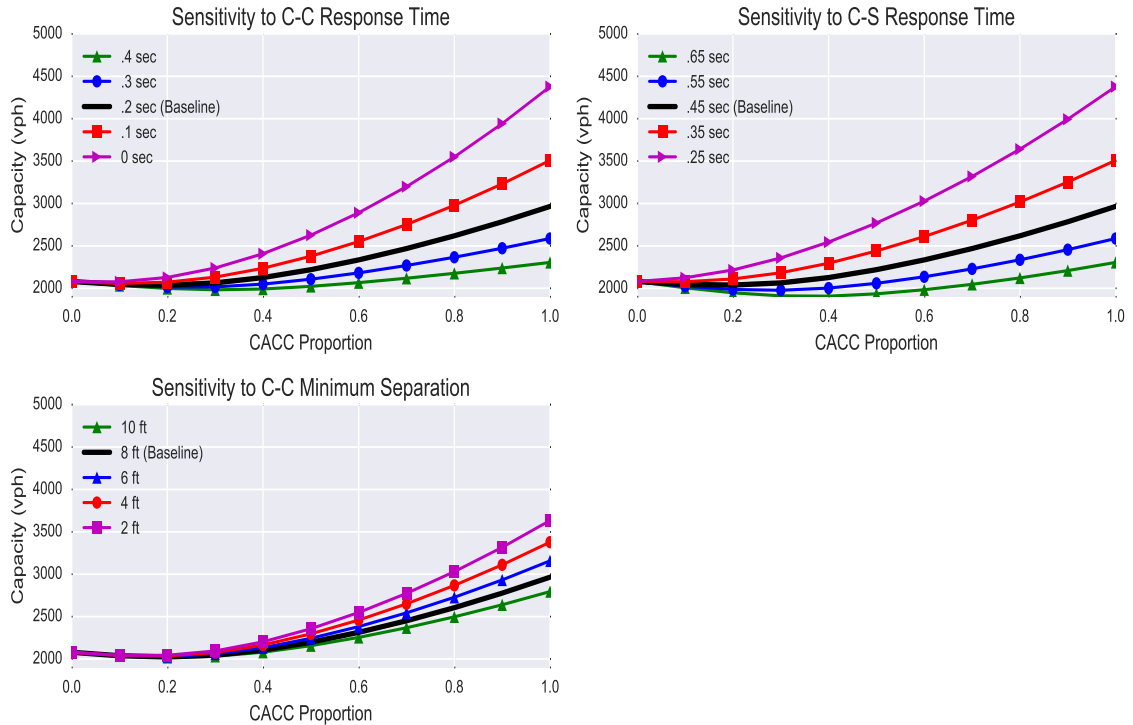 Sensitivity to C-C Response Time
Capacity (vph)
5000
4500
4000
3500
3000
2500
2000
.4 sec
.3 sec
.2 sec (Baseline)
.1 sec
0 sec
0.0 0.2 0.4 0.6 0.8 1.0
CACC Proportion
Sensitivity to C-S Response Time
Capacity (vph)
5000
4500
4000
3500
3000
2500
2000
.65 sec
.55 sec
.45 sec (Baseline)
.35 sec
.25 sec
0.0 0.2 0.4 0.6 0.8 1.0
CACC Proportion
Sensitivity to C-C Minimum Separation
Capacity (vph)
5000
4500
4000
3500
3000
2500
2000
10 ft
8 ft (Baseline)
6 ft
4 ft
2 ft
0.0 0.2 0.4 0.6 0.8 1.0
CACC Proportion